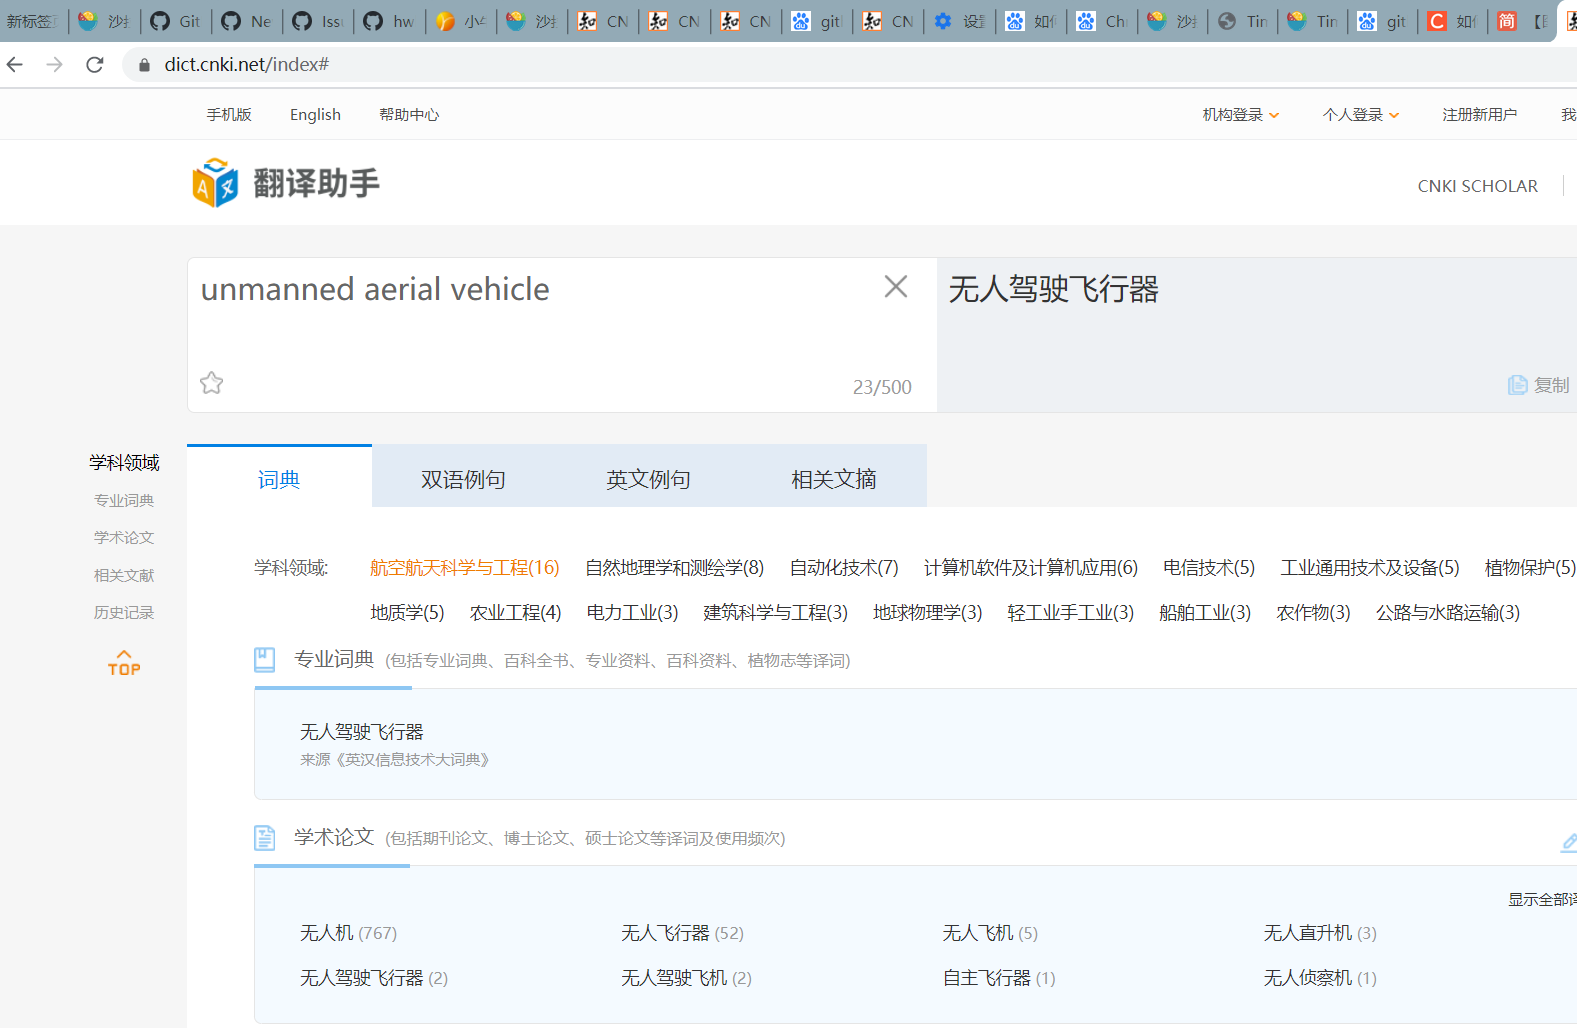 新标签页 沙拉 Git Ne Iss hw 小 沙拉 CN CN CN git CN 设置 如何 Ch 沙拉 Tin Tin git 如何
dict.cnki.net/index#
手机版 English 帮助中心 机构登录 个人登录 注册新用户 我
翻译助手
CNKI SCHOLAR
unmanned aerial vehicle
无人驾驶飞行器
23/500
复制
学科领域
专业词典
学术论文
相关文献
历史记录
TOP
词典 双语例句 英文例句 相关文摘
学科领域: 航空航天科学与工程(16) 自然地理学和测绘学(8) 自动化技术(7) 计算机软件及计算机应用(6) 电信技术(5) 工业通用技术及设备(5) 植物保护(5)
地质学(5) 农业工程(4) 电力工业(3) 建筑科学与工程(3) 地球物理学(3) 轻工业手工业(3) 船舶工业(3) 农作物(3) 公路与水路运输(3)
专业词典 (包括专业词典、百科全书、专业资料、百科资料、植物志等译词)
无人驾驶飞行器
来源《英汉信息技术大词典》
学术论文 (包括期刊论文、博士论文、硕士论文等译词及使用频次)
显示全部译
无人机 (767) 无人飞行器 (52) 无人飞机 (5) 无人直升机 (3)
无人驾驶飞行器 (2) 无人驾驶飞机 (2) 自主飞行器 (1) 无人侦察机 (1)